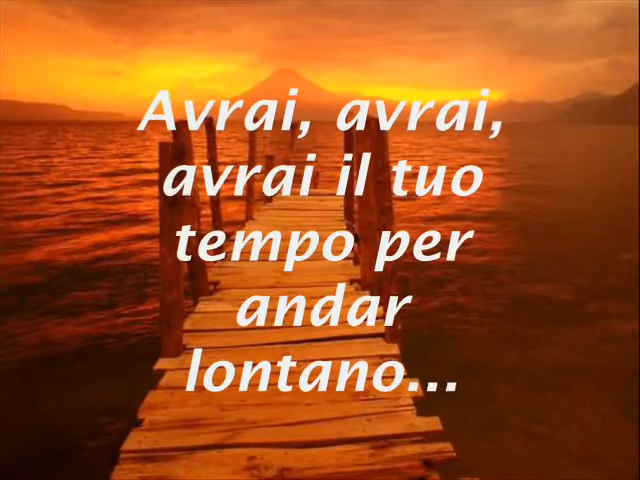 Avrai, avrai,
avrai il tuo
tempo per
andar
lontano...